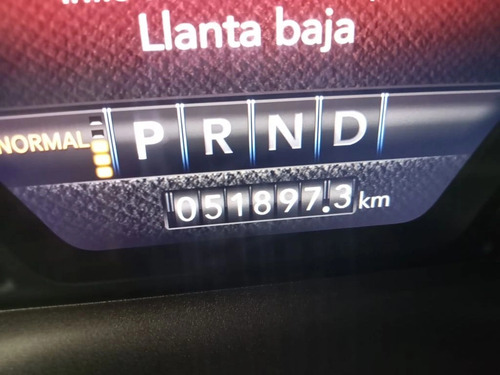 Llanta baja
NORMAL P R N D
051897.3 km